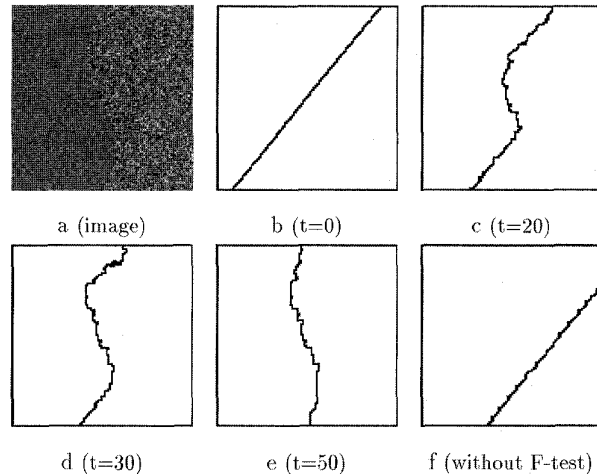 a (image)
b (t=0)
c (t=20)
d (t=30)
e (t=50)
f (without F-test)